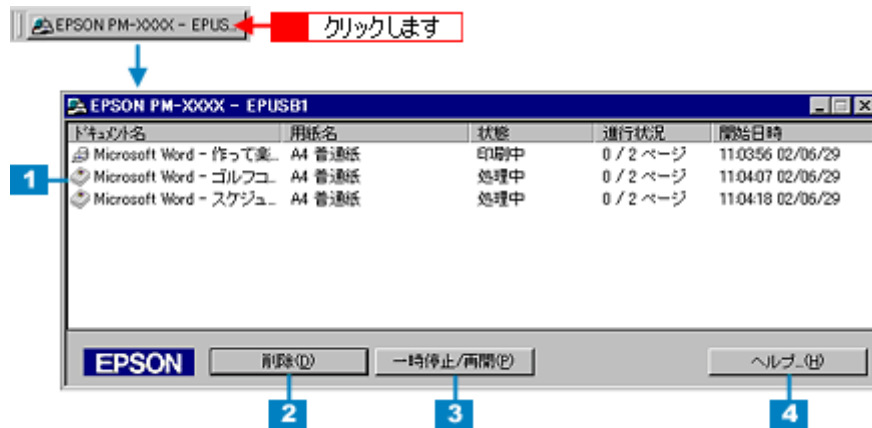 EPSON PM-XXXX - EPUS...
クリックします
EPSON PM-XXXX - EPUSB1
ドキュメント名 用紙名 状態 進行状況 開始日時
Microsoft Word - 作って楽... A4 普通紙 印刷中 0 / 2 ページ 11:03:56 02/06/29
1
Microsoft Word - ゴルフコ... A4 普通紙 処理中 0 / 2 ページ 11:04:07 02/06/29
Microsoft Word - スケジュ... A4 普通紙 処理中 0 / 2 ページ 11:04:18 02/06/29
EPSON 削除(D) 一時停止/再開(P) ヘルプ...(H)
2 3 4